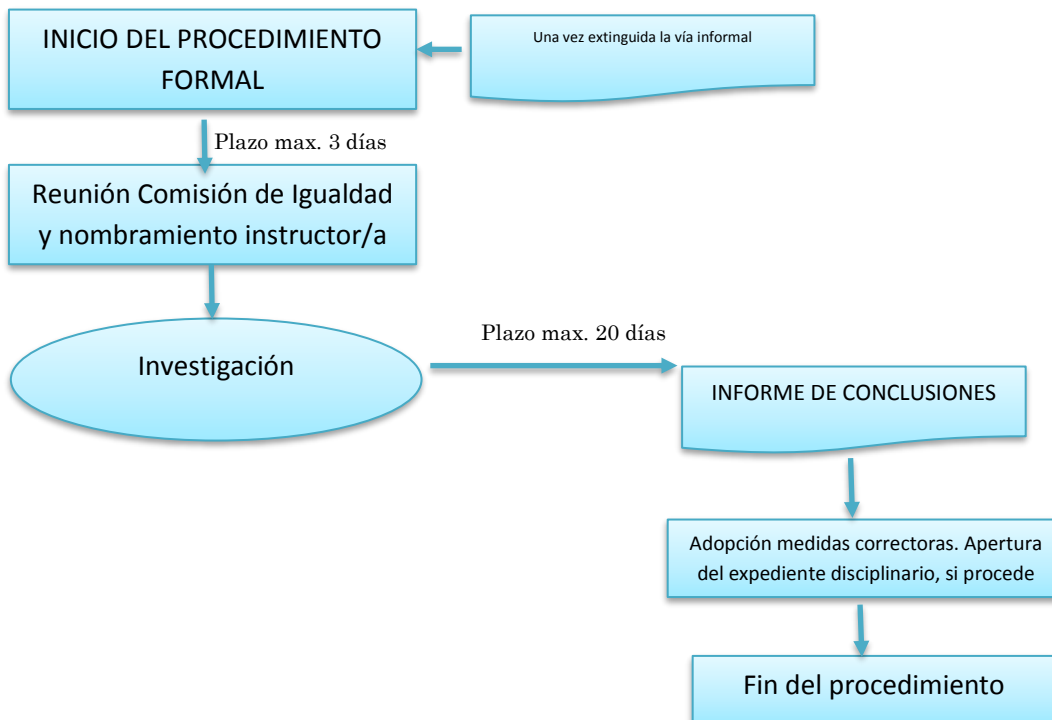 INICIO DEL PROCEDIMIENTO
FORMAL
Una vez extinguida la vía informal
Plazo max. 3 días
Reunión Comisión de Igualdad
y nombramiento instructor/a
Investigación
Plazo max. 20 días
INFORME DE CONCLUSIONES
Adopción medidas correctoras. Apertura
del expediente disciplinario, si procede
Fin del procedimiento